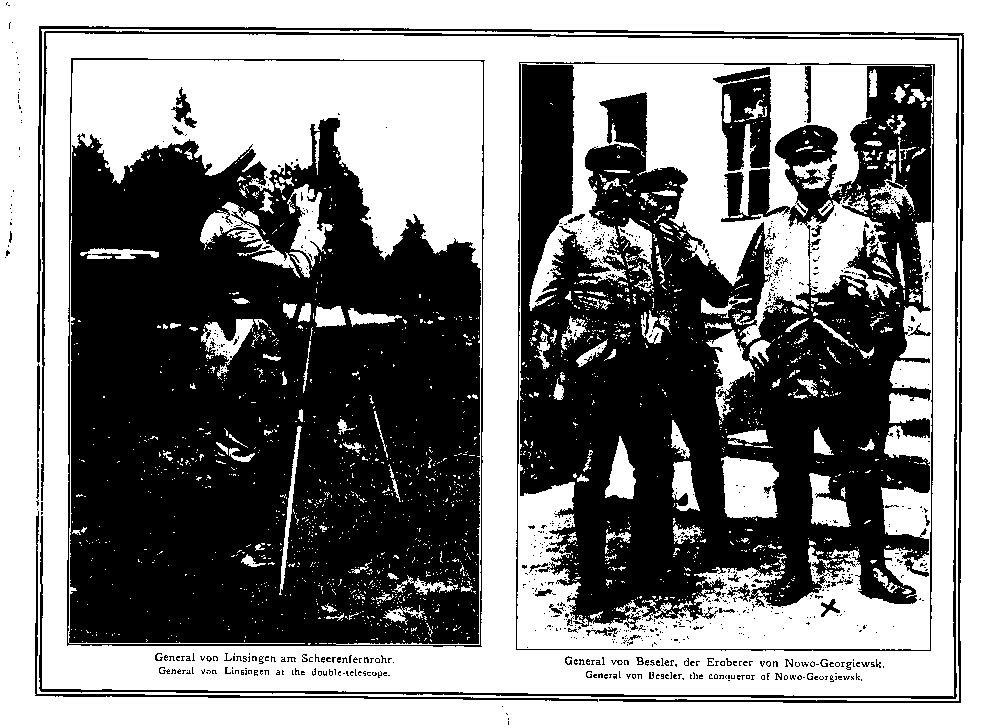 General von Linsingen am Scheerenfernrohr.
General von Linsingen at the double-telescope.
General von Beseler, der Eroberer von Nowo-Georgiewsk.
General von Beseler, the conqueror of Nowo-Georgiewsk.